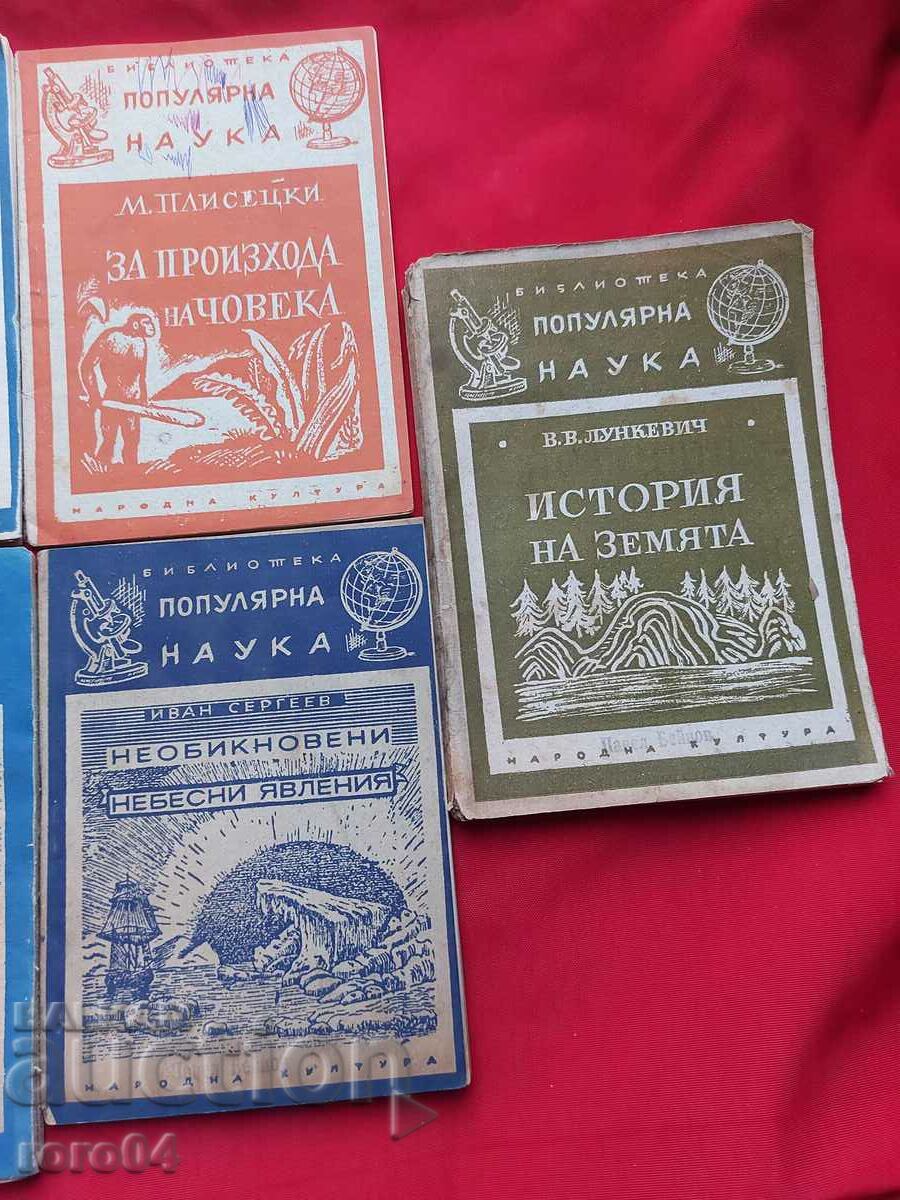 БИБЛИОТЕКА
ПОПУЛЯРНА
НАУКА
М. ПЛИСЕЦКИ
ЗА ПРОИЗХОДА
НА ЧОВЕКА
НАРОДНА КУЛТУРА
БИБЛИОТЕКА
ПОПУЛЯРНА
НАУКА
ИВАН СЕРГЕЕВ
НЕОБИКНОВЕНИ
НЕБЕСНИ ЯВЛЕНИЯ
НАРОДНА КУЛТУРА
БИБЛИОТЕКА
ПОПУЛЯРНА
НАУКА
В. В. ЛУНКЕВИЧ
ИСТОРИЯ
НА ЗЕМЯТА
НАРОДНА КУЛТУРА
auction
roro04